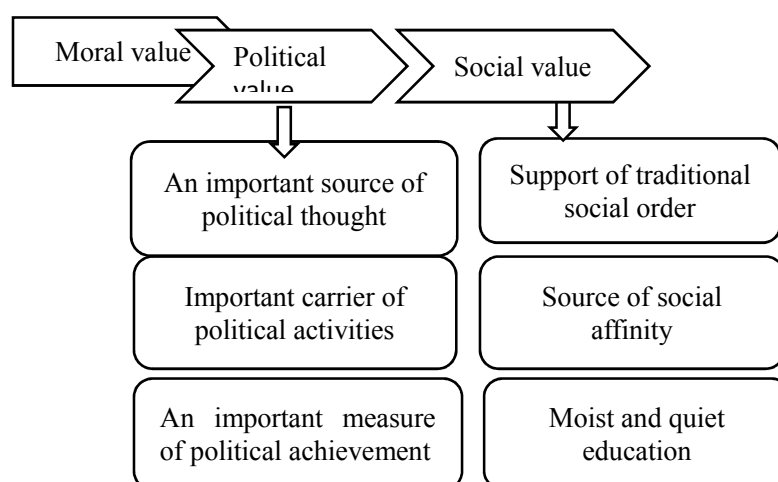 Moral value
Political
value
Social value
An important source of
political thought
Support of traditional
social order
Important carrier of
political activities
Source of social
affinity
An important measure
of political achievement
Moist and quiet
education